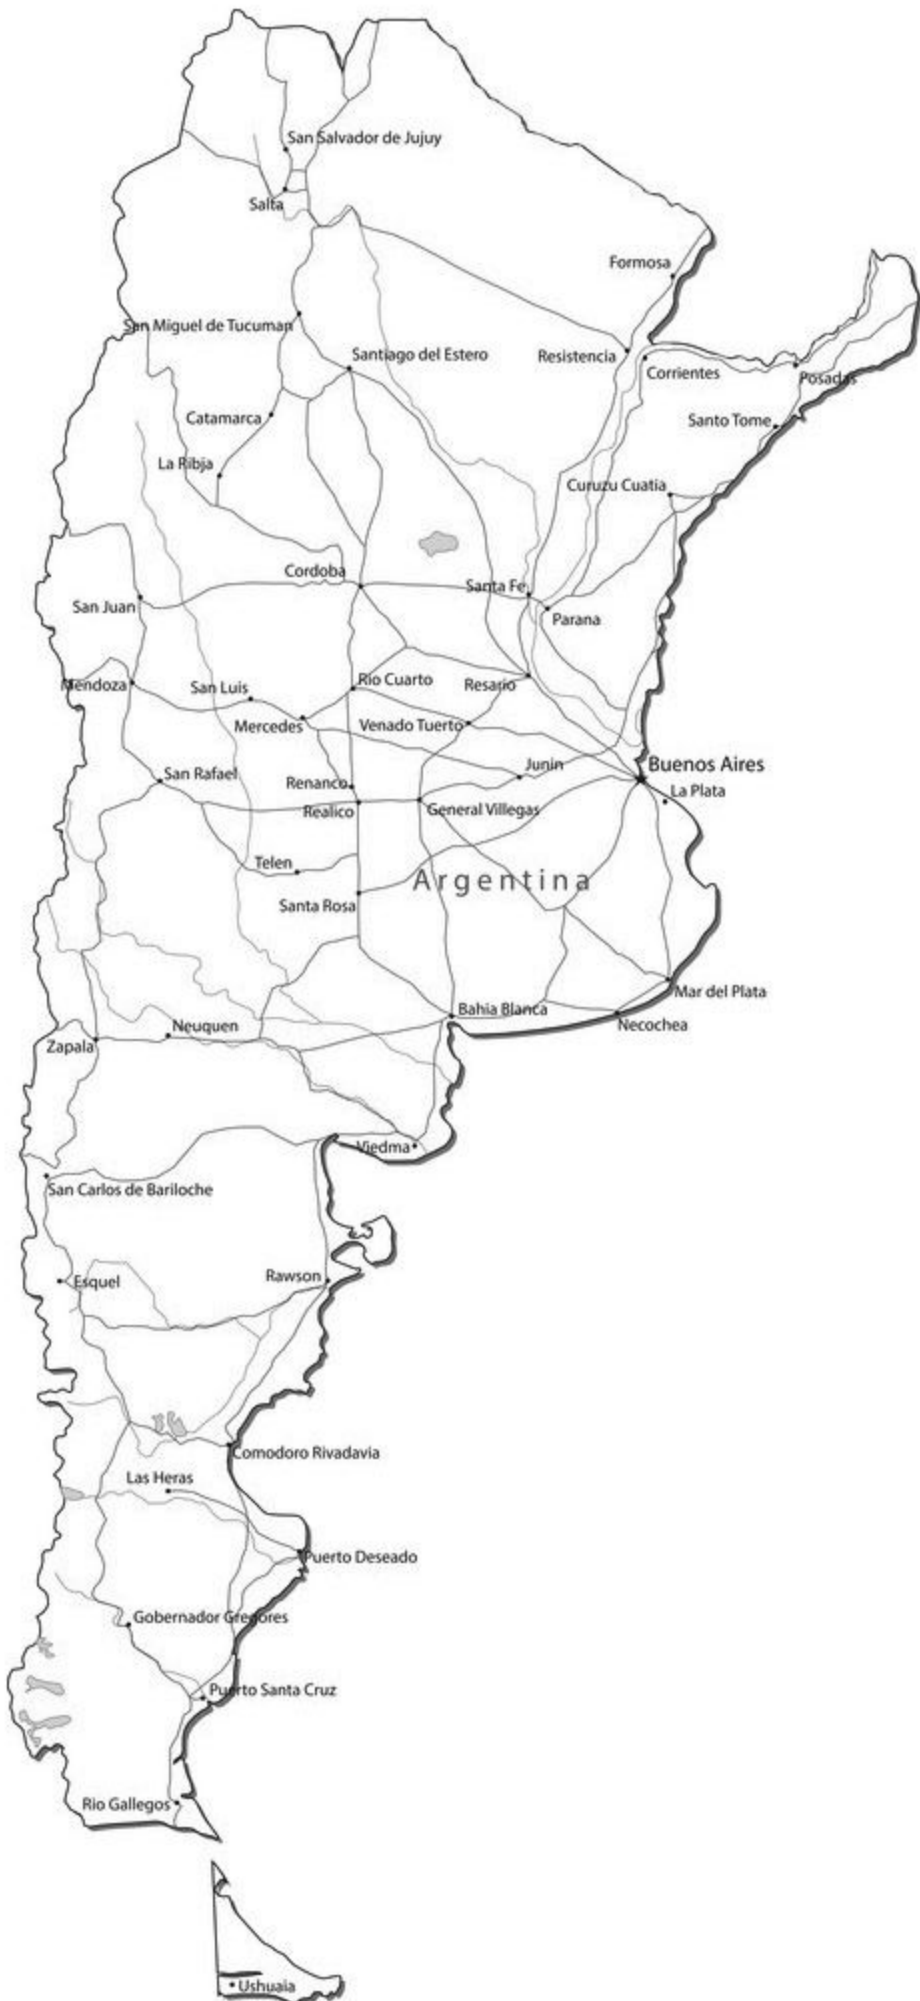 San Salvador de Jujuy
Salta
Formosa
San Miguel de Tucuman
Santiago del Estero
Resistencia
Corrientes
Posadas
Catamarca
Santo Tome
La Ribja
Curuzu Cuatia
Cordoba
Santa Fe
San Juan
Parana
Mendoza
San Luis
Rio Cuarto
Resario
Mercedes
Venado Tuerto
San Rafael
Junin
Buenos Aires
Renanco
La Plata
Realico
General Villegas
Telen
Argentina
Santa Rosa
Mar del Plata
Bahia Blanca
Necochea
Neuquen
Zapala
Viedma
San Carlos de Bariloche
Esquel
Rawson
Comodoro Rivadavia
Las Heras
Puerto Deseado
Gobernador Gregores
Puerto Santa Cruz
Rio Gallegos
Ushuaia